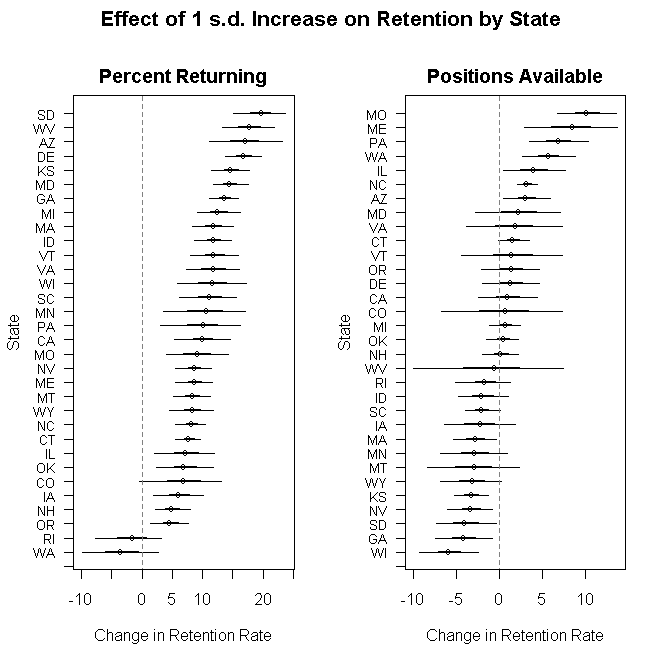 Effect of 1 s.d. Increase on Retention by State
Percent Returning
SD
WV
AZ
DE
KS
MD
GA
MI
MA
ID
VT
VA
WI
SC
MN
PA
CA
MO
NV
ME
MT
WY
NC
CT
IL
OK
CO
IA
NH
OR
RI
WA
State
-10 0 5 10 20
Change in Retention Rate
Positions Available
MO
ME
PA
WA
IL
NC
AZ
MD
VA
CT
VT
OR
DE
CA
CO
MI
OK
NH
WV
RI
ID
SC
IA
MA
MN
MT
WY
KS
NV
SD
GA
WI
State
-10 -5 0 5 10
Change in Retention Rate